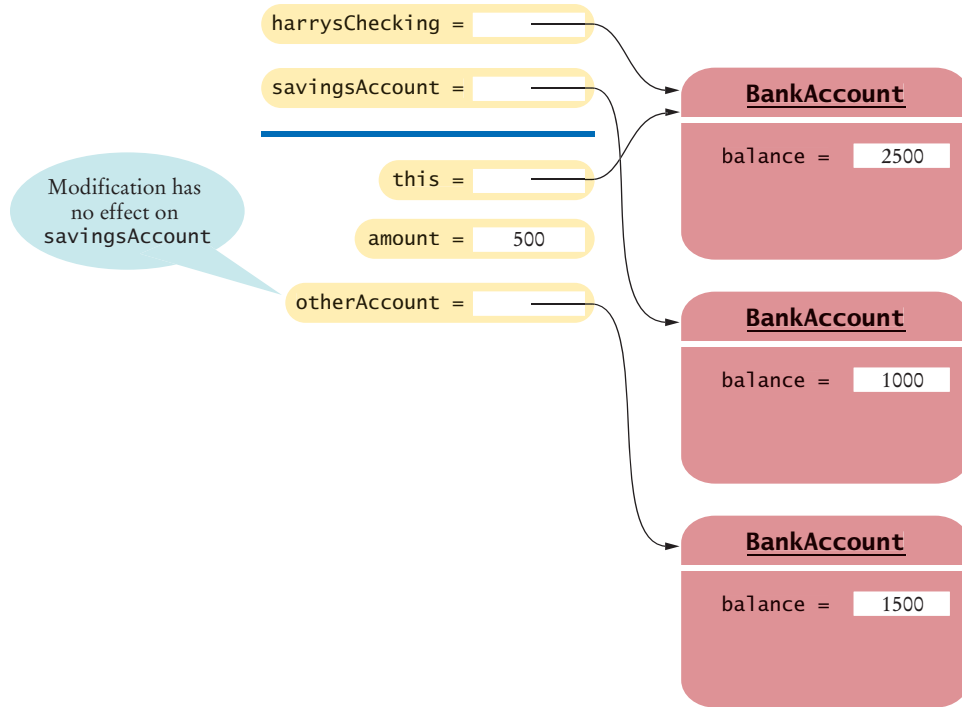 harrysChecking =
savingsAccount =
BankAccount
balance = 2500
this =
Modification has
no effect on
savingsAccount
amount = 500
otherAccount =
BankAccount
balance = 1000
BankAccount
balance = 1500